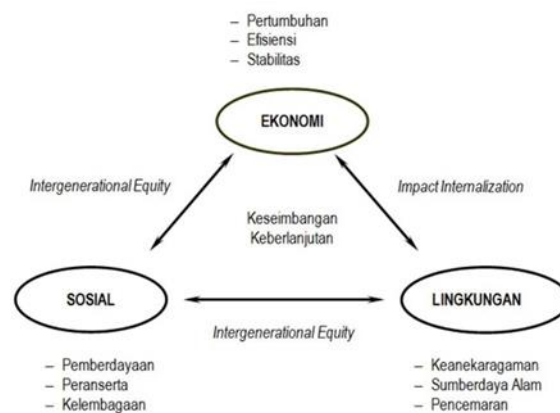 – Pertumbuhan
– Efisiensi
– Stabilitas
EKONOMI
Intergenerational Equity
Impact Internalization
Keseimbangan
Keberlanjutan
SOSIAL
LINGKUNGAN
Intergenerational Equity
– Pemberdayaan
– Peranserta
– Kelembagaan
– Keanekaragaman
– Sumberdaya Alam
– Pencemaran